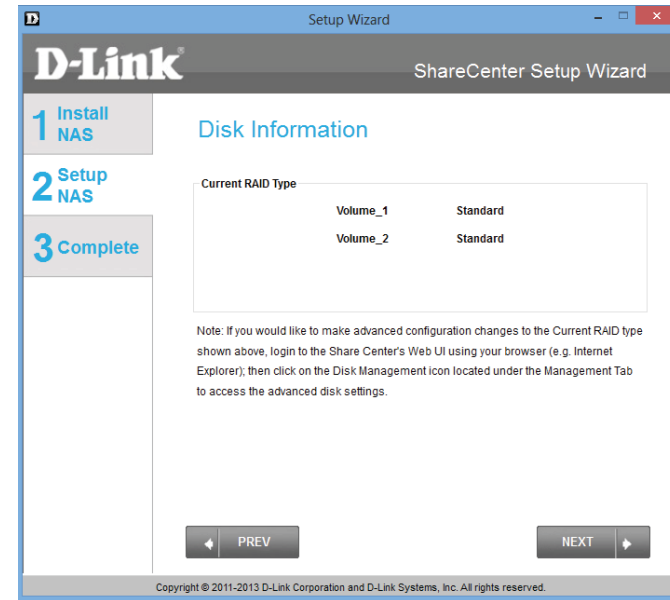 D Setup Wizard
D-Link®
ShareCenter Setup Wizard
1 Install
NAS
2 Setup
NAS
3 Complete
Disk Information
Current RAID Type
Volume_1 Standard
Volume_2 Standard
Note: If you would like to make advanced configuration changes to the Current RAID type
shown above, login to the Share Center's Web UI using your browser (e.g. Internet
Explorer); then click on the Disk Management icon located under the Management Tab
to access the advanced disk settings.
PREV
NEXT
Copyright © 2011-2013 D-Link Corporation and D-Link Systems, Inc. All rights reserved.